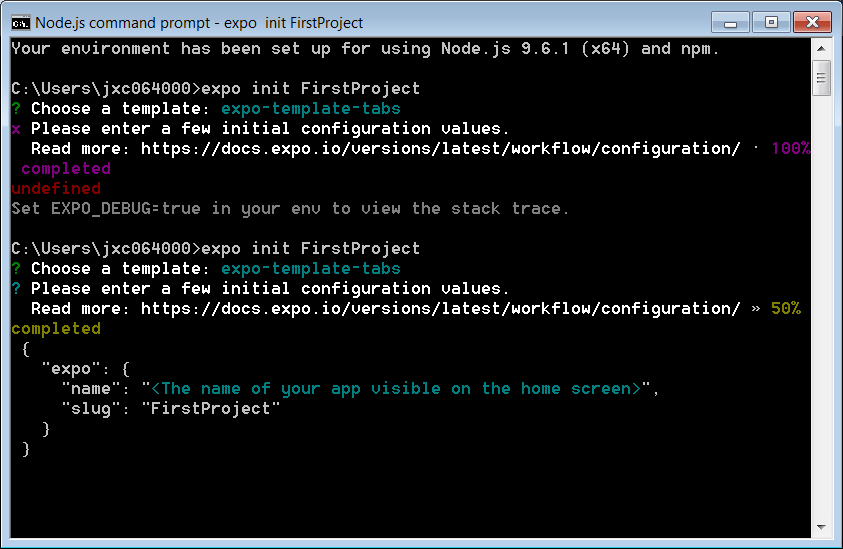 Node.js command prompt - expo  init FirstProject
Your environment has been set up for using Node.js 9.6.1 (x64) and npm.
C:\Users\jxc064000>expo init FirstProject
? Choose a template: expo-template-tabs
x Please enter a few initial configuration values.
  Read more: https://docs.expo.io/versions/latest/workflow/configuration/ · 100%
 completed
undefined
Set EXPO_DEBUG=true in your env to view the stack trace.
C:\Users\jxc064000>expo init FirstProject
? Choose a template: expo-template-tabs
? Please enter a few initial configuration values.
  Read more: https://docs.expo.io/versions/latest/workflow/configuration/ » 50%
completed
 {
   "expo": {
     "name": "<The name of your app visible on the home screen>",
     "slug": "FirstProject"
   }
 }